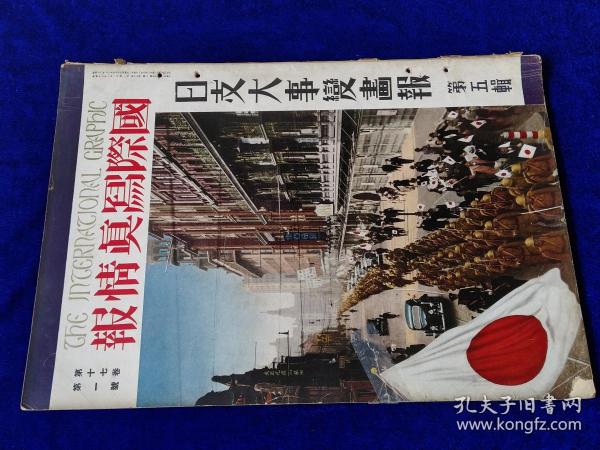 日支大事變畫報 第五輯
THE INTERNATIONAL GRAPHIC
國際寫眞情報
第十七卷
第一號
孔夫子旧书网
www.kongfz.com